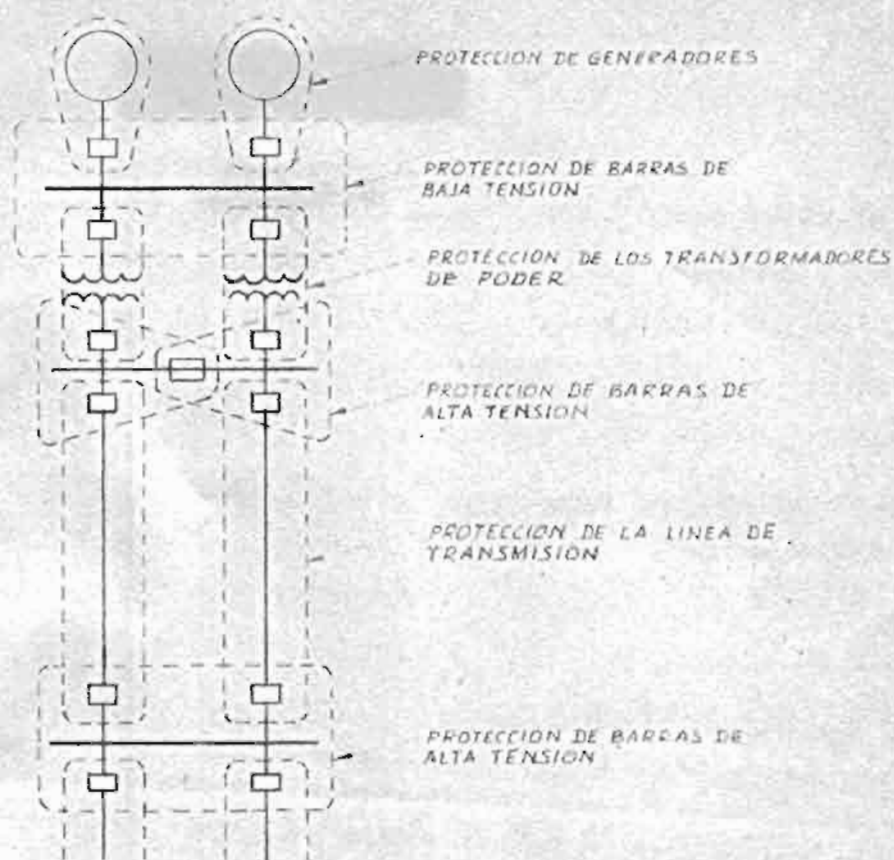 PROTECCION DE GENERADORES
PROTECCION DE BARRAS DE
BAJA TENSION
PROTECCION DE LOS TRANSFORMADORES
DE PODER
PROTECCION DE BARRAS DE
ALTA TENSION
PROTECCION DE LA LINEA DE
TRANSMISION
PROTECCION DE BARRAS DE
ALTA TENSION